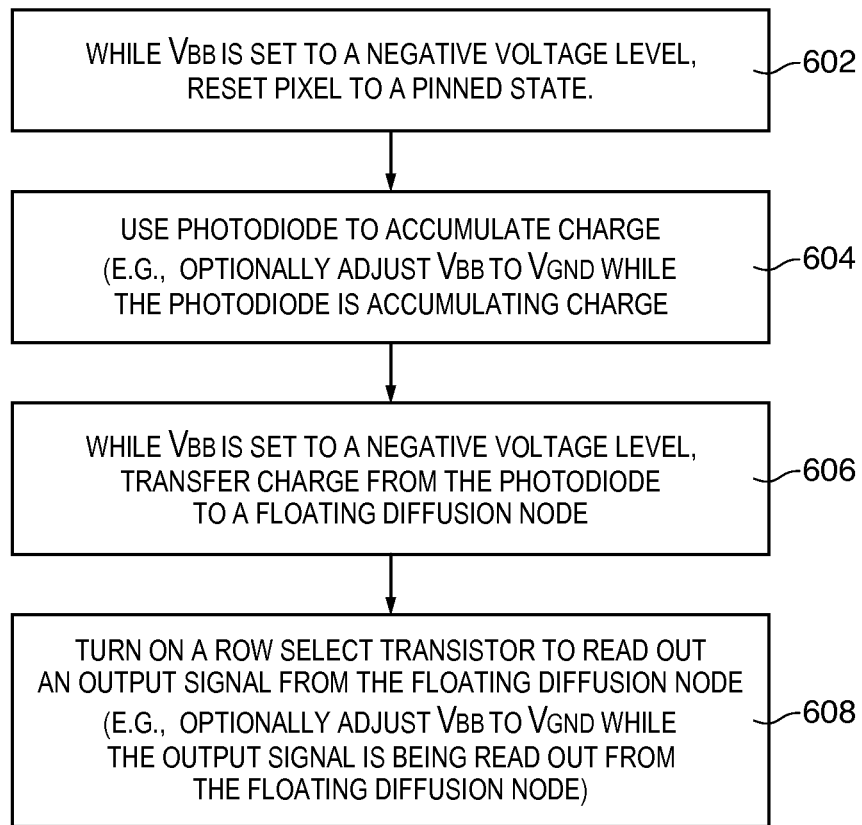 WHILE VBB IS SET TO A NEGATIVE VOLTAGE LEVEL,
RESET PIXEL TO A PINNED STATE.
602
USE PHOTODIODE TO ACCUMULATE CHARGE
(E.G., OPTIONALLY ADJUST VBB TO VGND WHILE
THE PHOTODIODE IS ACCUMULATING CHARGE
604
WHILE VBB IS SET TO A NEGATIVE VOLTAGE LEVEL,
TRANSFER CHARGE FROM THE PHOTODIODE
TO A FLOATING DIFFUSION NODE
606
TURN ON A ROW SELECT TRANSISTOR TO READ OUT
AN OUTPUT SIGNAL FROM THE FLOATING DIFFUSION NODE
(E.G., OPTIONALLY ADJUST VBB TO VGND WHILE
THE OUTPUT SIGNAL IS BEING READ OUT FROM
THE FLOATING DIFFUSION NODE)
608